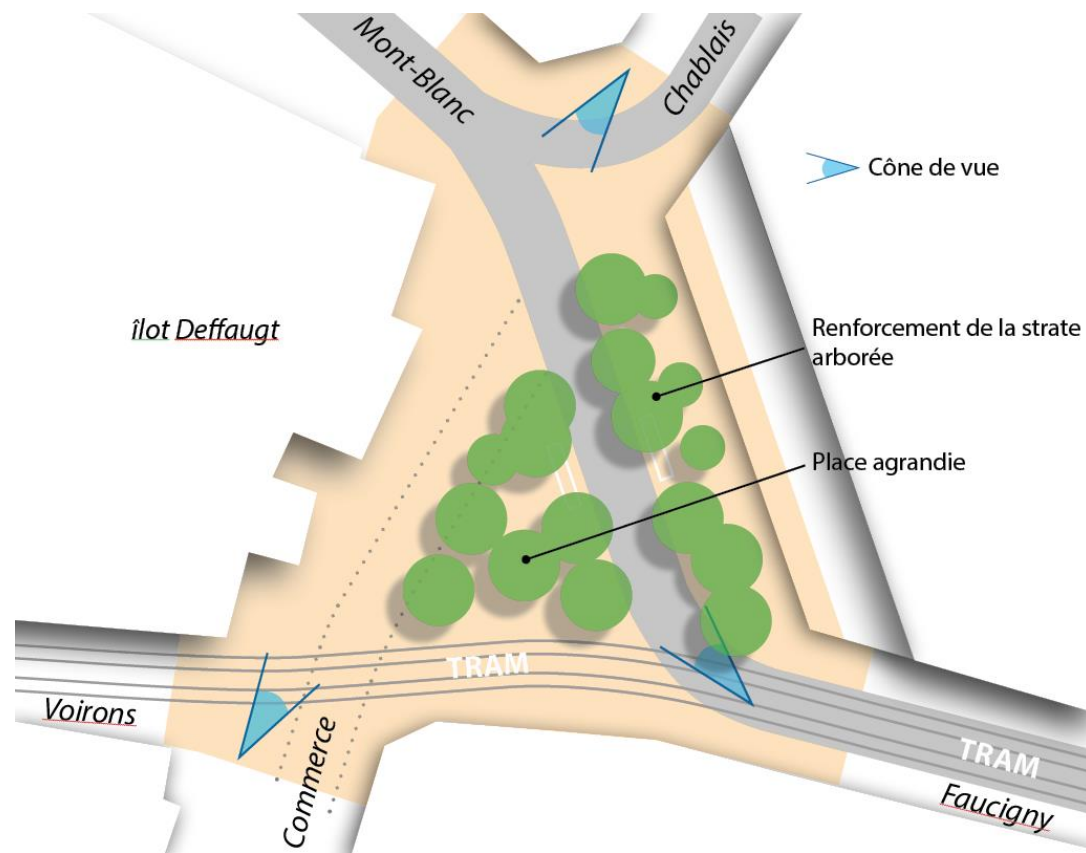 Mont-Blanc
Chablais
Cône de vue
îlot Deffaugt
Renforcement de la strate
arborée
Place agrandie
TRAM
Voirons
Commerce
TRAM
Faucigny